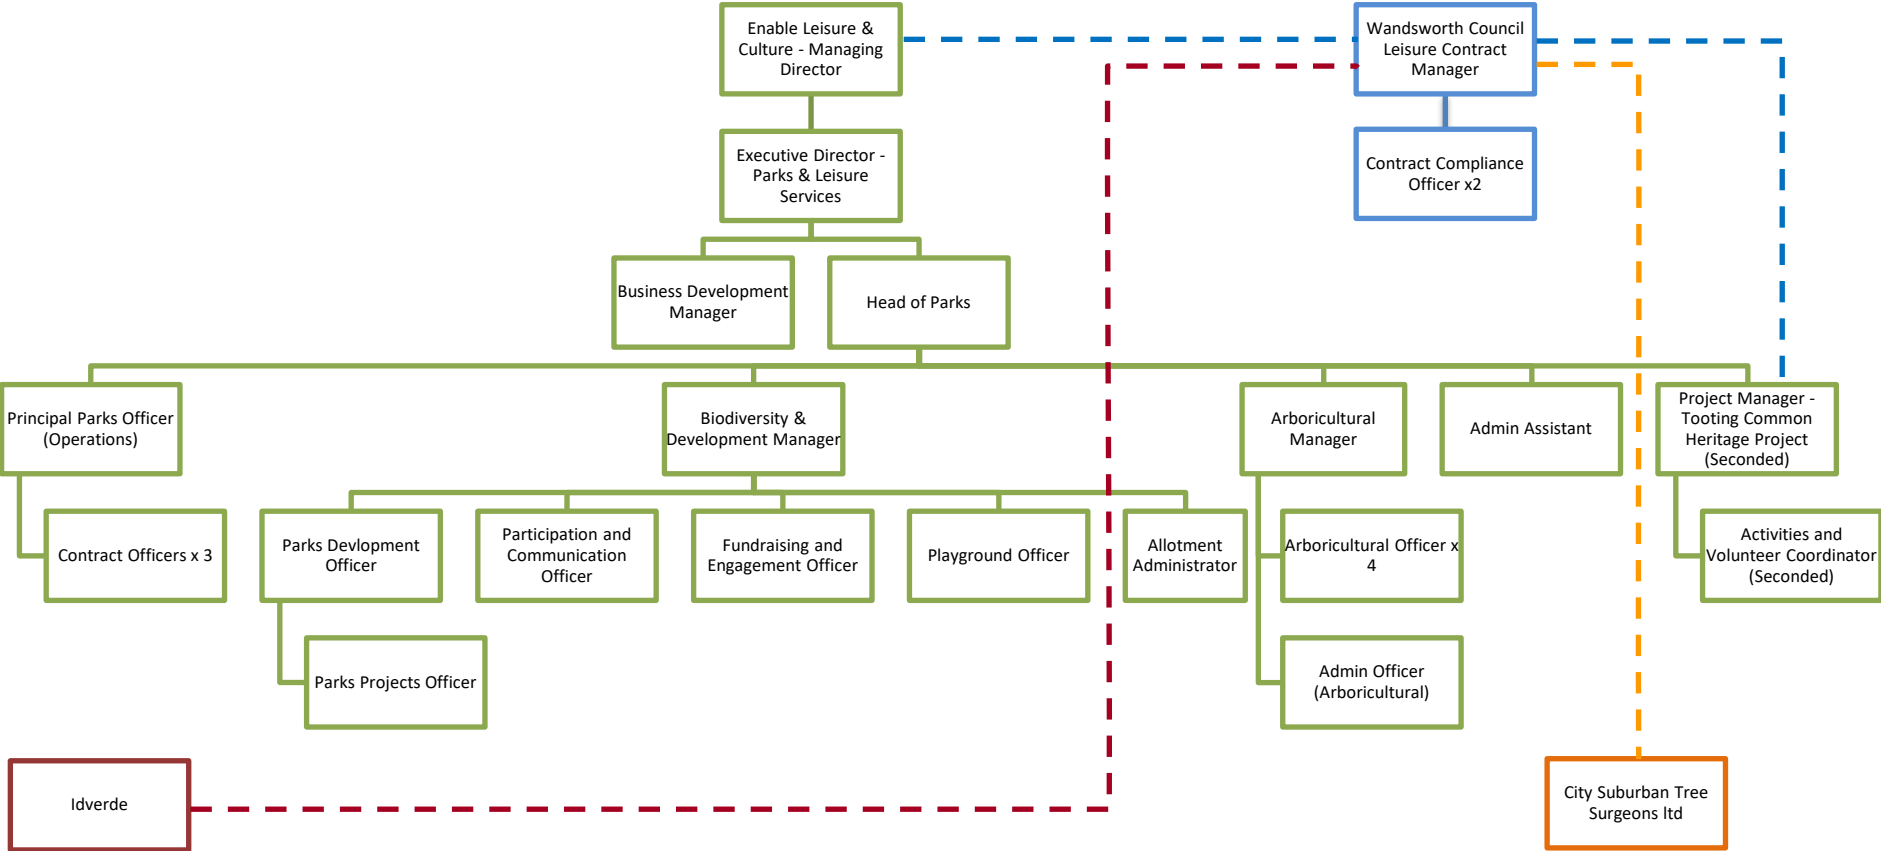 Enable Leisure &
Culture - Managing
Director
Wandsworth Council
Leisure Contract
Manager
Executive Director -
Parks & Leisure
Services
Contract Compliance
Officer x2
Business Development
Manager
Head of Parks
Principal Parks Officer
(Operations)
Biodiversity &
Development Manager
Arboricultural
Manager
Admin Assistant
Project Manager -
Tooting Common
Heritage Project
(Seconded)
Contract Officers x 3
Parks Devlopment
Officer
Participation and
Communication
Officer
Fundraising and
Engagement Officer
Playground Officer
Allotment
Administrator
Arboricultural Officer x
4
Activities and
Volunteer Coordinator
(Seconded)
Parks Projects Officer
Admin Officer
(Arboricultural)
Idverde
City Suburban Tree
Surgeons ltd